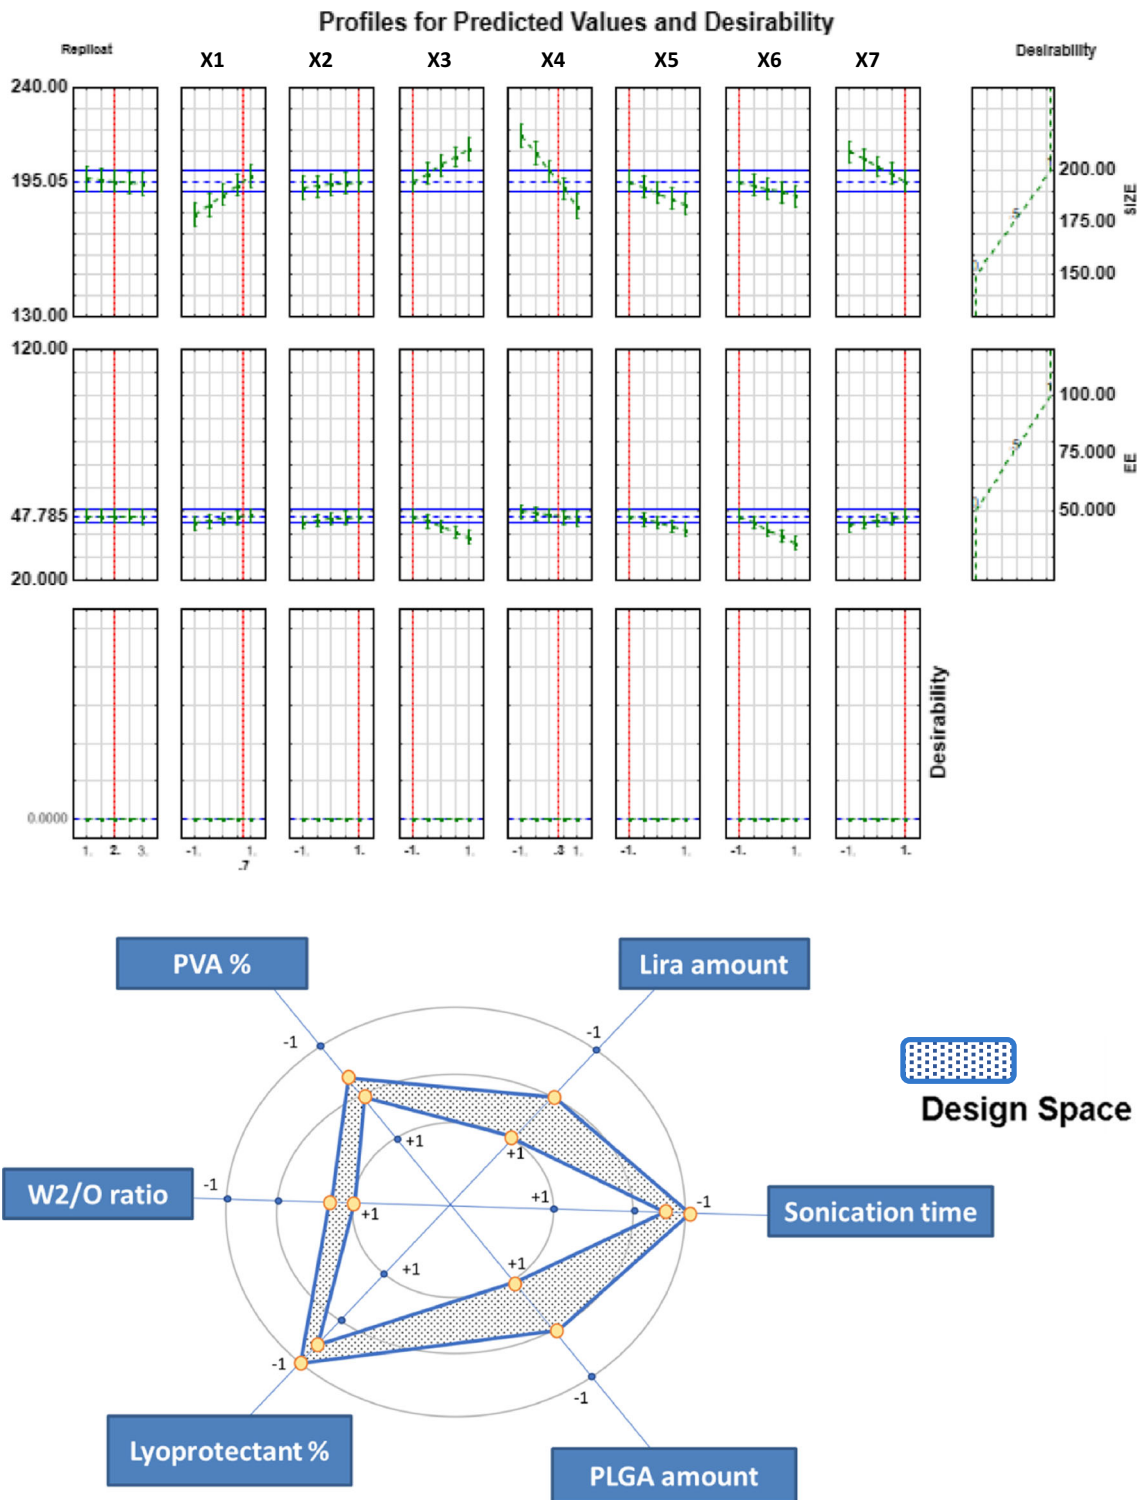 Profiles for Predicted Values and Desirability
Replicat X1 X2 X3 X4 X5 X6 X7 Desirability
240.00
195.05
130.00
200.00
175.00
150.00
SIZE
120.00
47.785
20.000
100.00
75.000
50.000
EE
0.0000
Desirability
1. 2. 3. -1. 1. -1. 1. -1. 1. -1. .3 1. -1. 1. -1. 1. -1. 1.
.7
PVA %
Lira amount
-1
-1
+1
+1
Design Space
W2/O ratio
-1
+1
+1
-1
Sonication time
+1
+1
-1
-1
Lyoprotectant %
PLGA amount